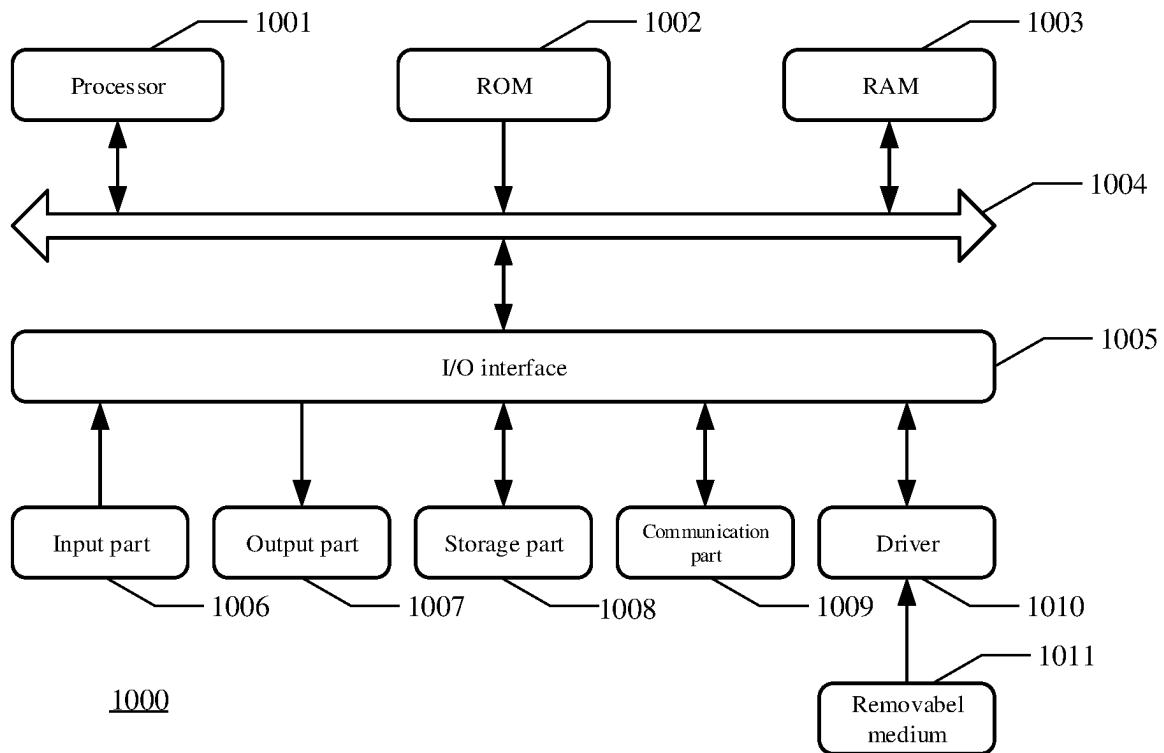 1001
1002
1003
Processor
ROM
RAM
1004
1005
I/O interface
Input part
Output part
Storage part
Communication
part
Driver
1006
1007
1008
1009
1010
1011
1000
Removabel
medium